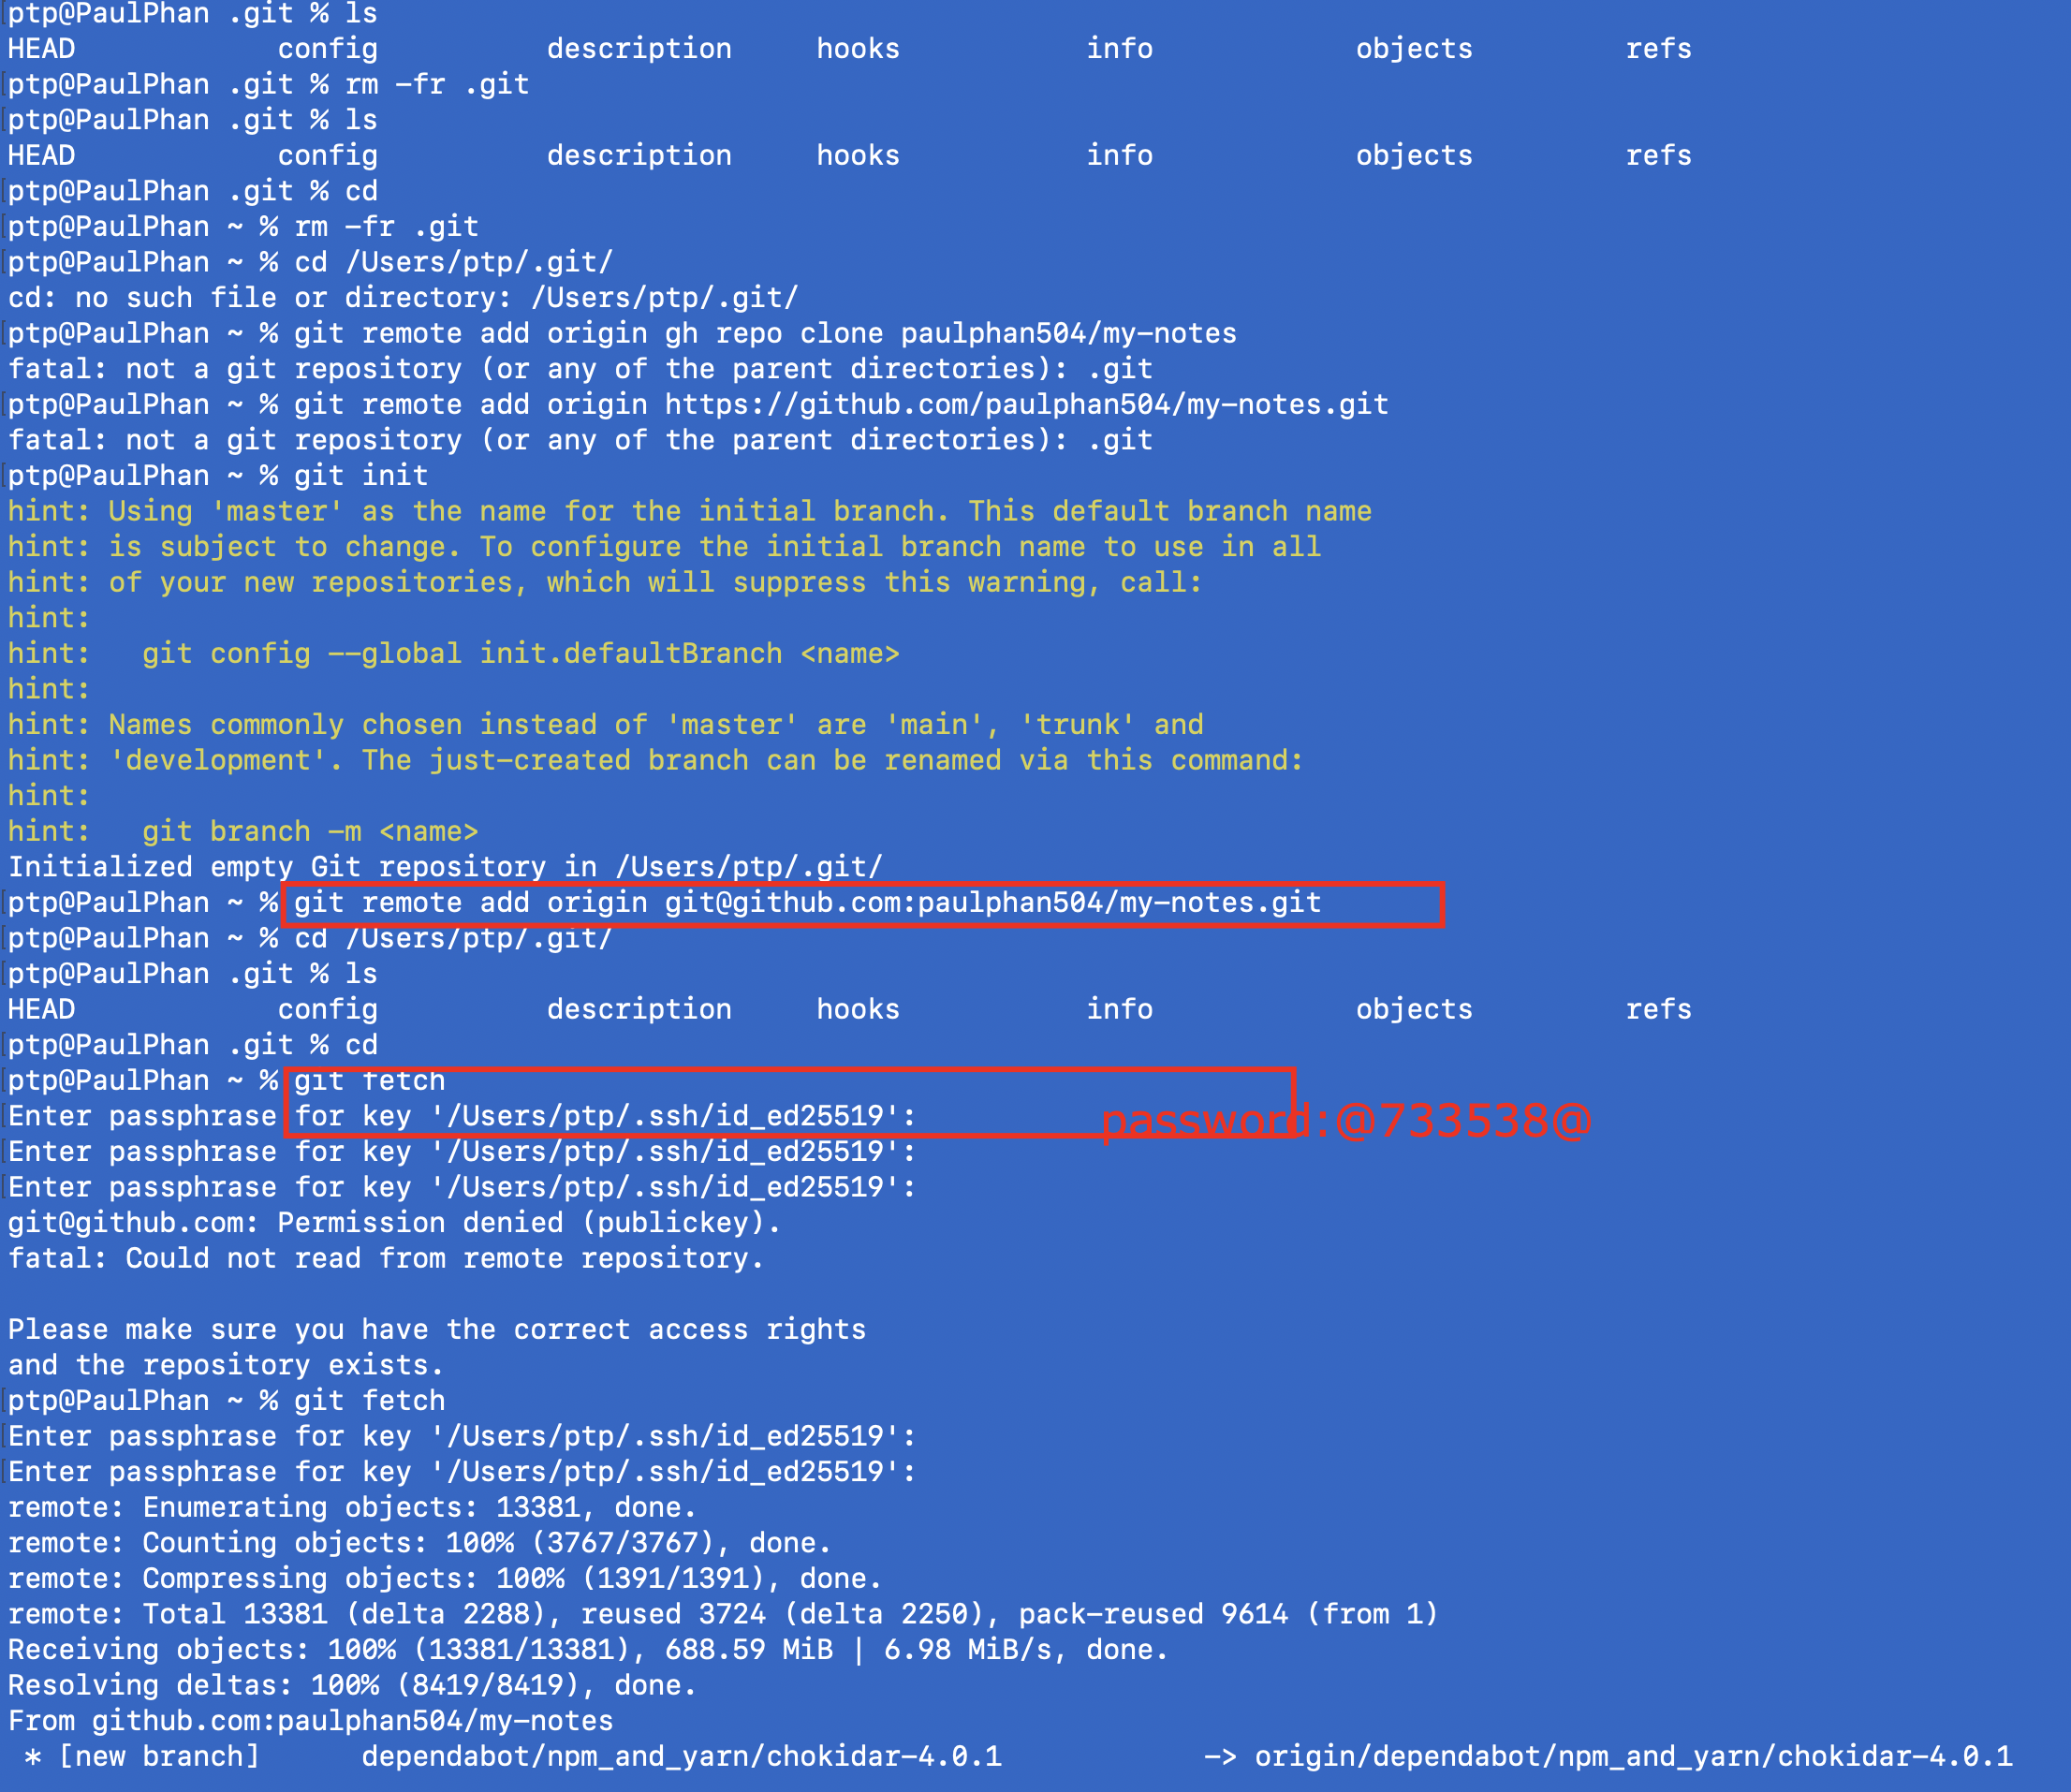 ptp@PaulPhan .git % ls
HEAD config description hooks info objects refs
ptp@PaulPhan .git % rm -fr .git
ptp@PaulPhan .git % ls
HEAD config description hooks info objects refs
ptp@PaulPhan .git % cd
ptp@PaulPhan ~ % rm -fr .git
ptp@PaulPhan ~ % cd /Users/ptp/.git/
cd: no such file or directory: /Users/ptp/.git/
ptp@PaulPhan ~ % git remote add origin gh repo clone paulphan504/my-notes
fatal: not a git repository (or any of the parent directories): .git
ptp@PaulPhan ~ % git remote add origin https://github.com/paulphan504/my-notes.git
fatal: not a git repository (or any of the parent directories): .git
ptp@PaulPhan ~ % git init
hint: Using 'master' as the name for the initial branch. This default branch name
hint: is subject to change. To configure the initial branch name to use in all
hint: of your new repositories, which will suppress this warning, call:
hint:
hint: git config --global init.defaultBranch <name>
hint:
hint: Names commonly chosen instead of 'master' are 'main', 'trunk' and
hint: 'development'. The just-created branch can be renamed via this command:
hint:
hint: git branch -m <name>
Initialized empty Git repository in /Users/ptp/.git/
ptp@PaulPhan ~ % git remote add origin git@github.com:paulphan504/my-notes.git
ptp@PaulPhan ~ % cd /Users/ptp/.git/
ptp@PaulPhan .git % ls
HEAD config description hooks info objects refs
ptp@PaulPhan .git % cd
ptp@PaulPhan ~ % git fetch
Enter passphrase for key '/Users/ptp/.ssh/id_ed25519': password:@733538@
Enter passphrase for key '/Users/ptp/.ssh/id_ed25519':
Enter passphrase for key '/Users/ptp/.ssh/id_ed25519':
git@github.com: Permission denied (publickey).
fatal: Could not read from remote repository.
Please make sure you have the correct access rights
and the repository exists.
ptp@PaulPhan ~ % git fetch
Enter passphrase for key '/Users/ptp/.ssh/id_ed25519':
Enter passphrase for key '/Users/ptp/.ssh/id_ed25519':
remote: Enumerating objects: 13381, done.
remote: Counting objects: 100% (3767/3767), done.
remote: Compressing objects: 100% (1391/1391), done.
remote: Total 13381 (delta 2288), reused 3724 (delta 2250), pack-reused 9614 (from 1)
Receiving objects: 100% (13381/13381), 688.59 MiB | 6.98 MiB/s, done.
Resolving deltas: 100% (8419/8419), done.
From github.com:paulphan504/my-notes
* [new branch] dependabot/npm_and_yarn/chokidar-4.0.1 -> origin/dependabot/npm_and_yarn/chokidar-4.0.1